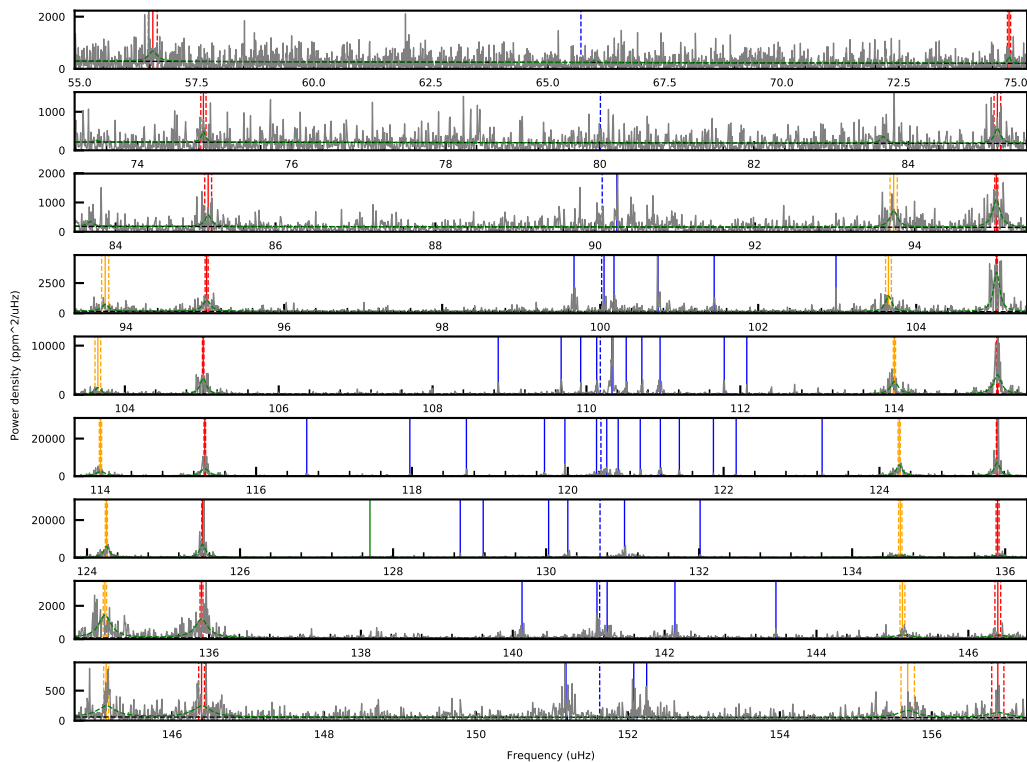 2000
0
55.0 57.5 60.0 62.5 65.0 67.5 70.0 72.5 75.0
1000
0
74 76 78 80 82 84
2000
1000
0
84 86 88 90 92 94
2500
0
94 96 98 100 102 104
10000
0
104 106 108 110 112 114
20000
0
114 116 118 120 122 124
20000
0
124 126 128 130 132 134 136
2000
0
136 138 140 142 144 146
500
0
146 148 150 152 154 156
Power density (ppm^2/uHz)
Frequency (uHz)